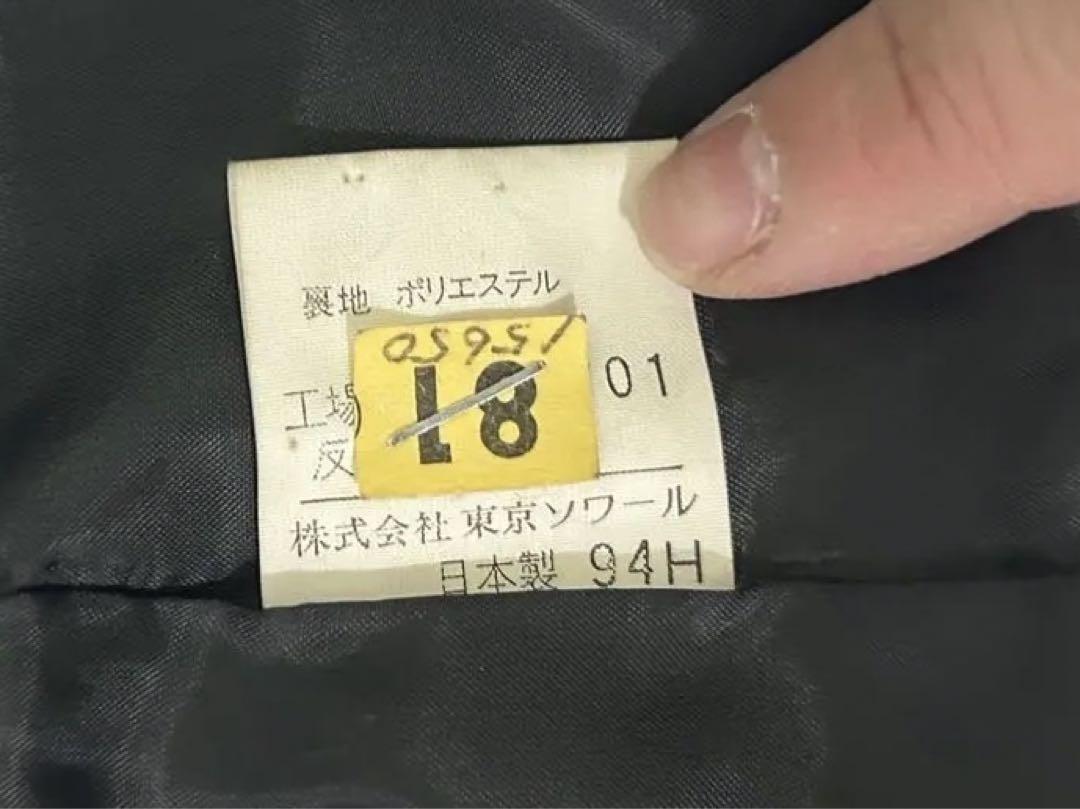 裏地 ポリエステル
15650
81
01
工場
反
株式会社 東京ソワール
日本製 94H